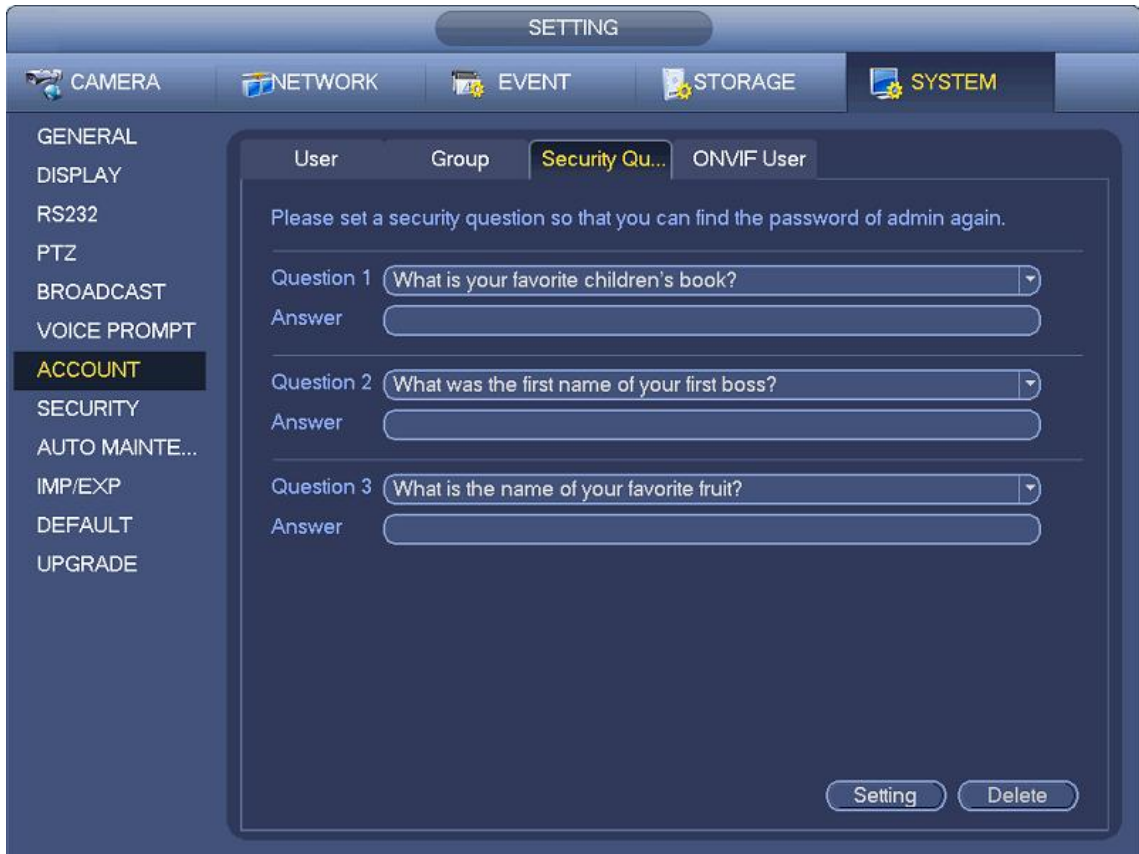 SETTING
CAMERA NETWORK EVENT STORAGE SYSTEM
GENERAL
DISPLAY
RS232
PTZ
BROADCAST
VOICE PROMPT
ACCOUNT
SECURITY
AUTO MAINTE...
IMP/EXP
DEFAULT
UPGRADE
User Group Security Qu... ONVIF User
Please set a security question so that you can find the password of admin again.
Question 1 What is your favorite children's book?
Answer
Question 2 What was the first name of your first boss?
Answer
Question 3 What is the name of your favorite fruit?
Answer
Setting Delete